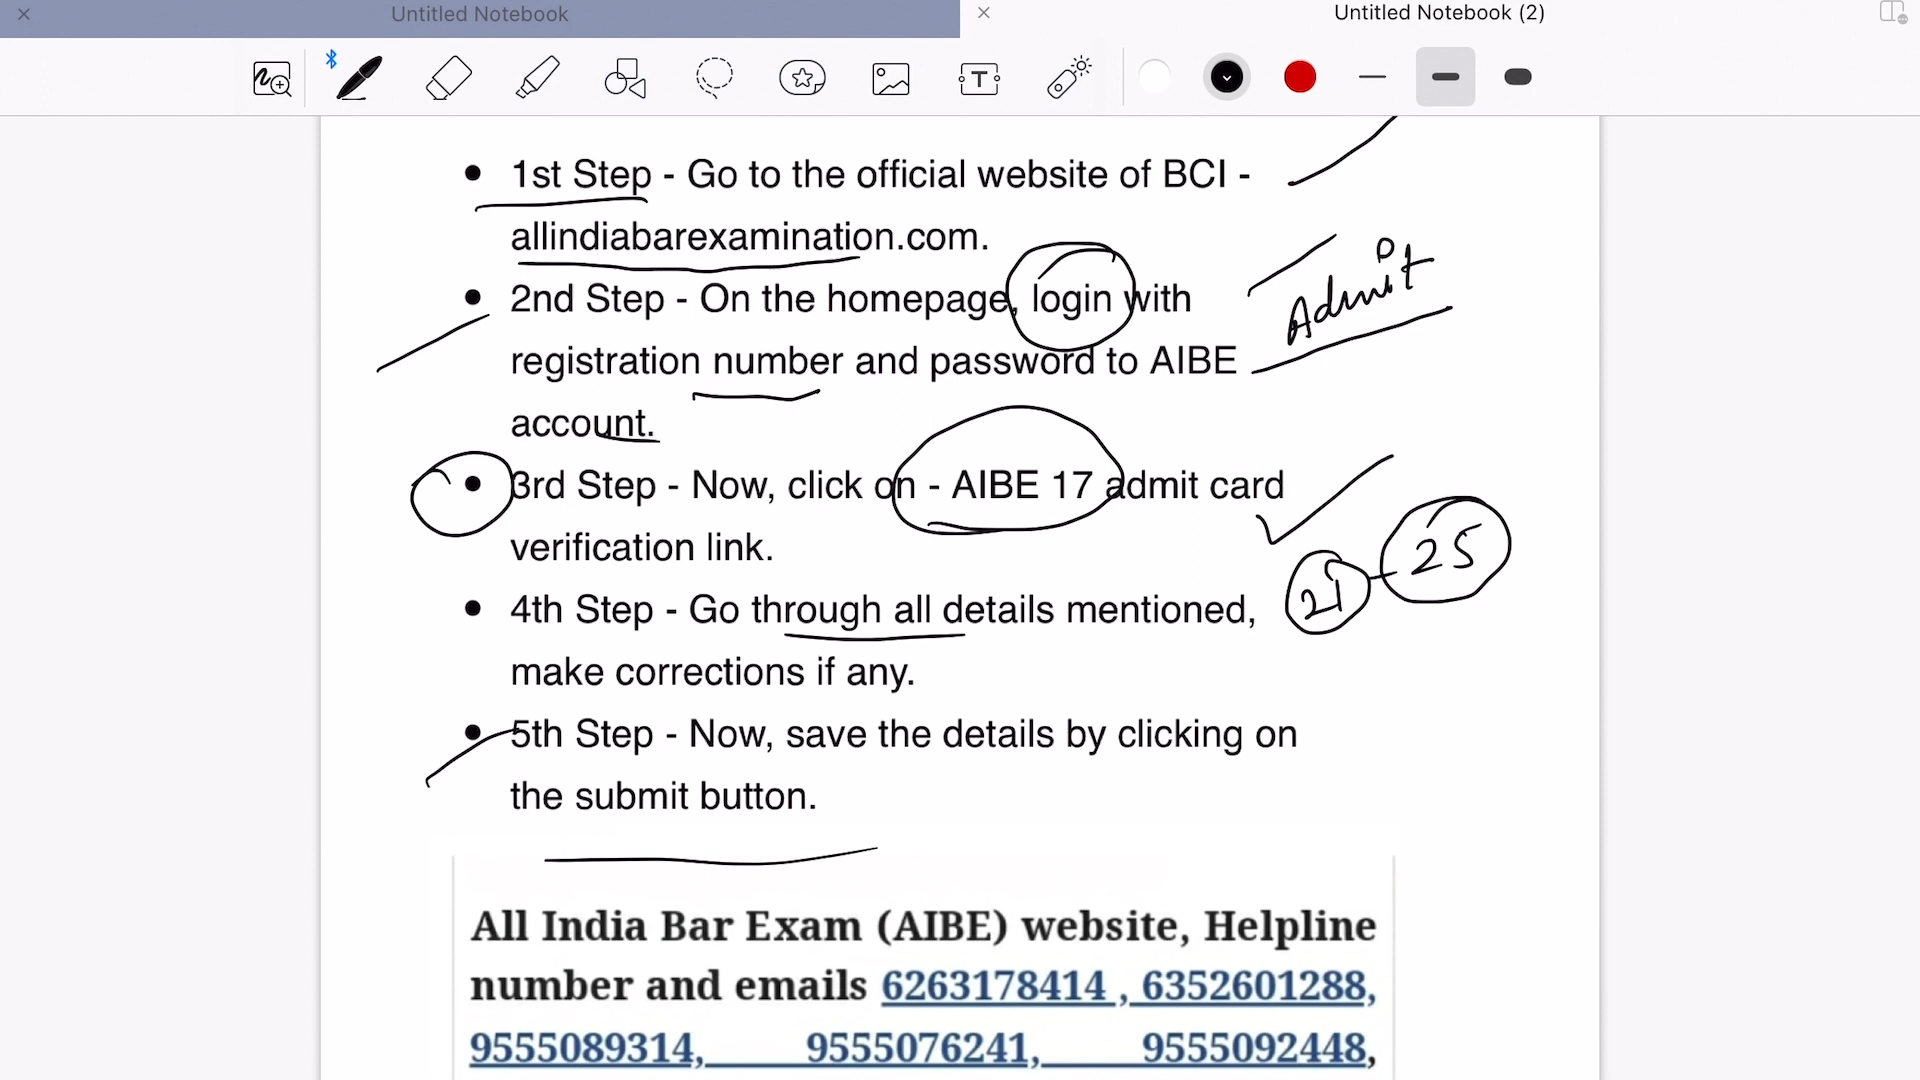 Untitled Notebook
Untitled Notebook (2)
T
• 1st Step - Go to the official website of BCI -
allindiabarexamination.com.
• 2nd Step - On the homepage, login with
Admit
registration number and password to AIBE
account.
• 3rd Step - Now, click on - AIBE 17 admit card
verification link.
25
• 4th Step - Go through all details mentioned,
make corrections if any.
• 5th Step - Now, save the details by clicking on
the submit button.
All India Bar Exam (AIBE) website, Helpline
number and emails 6263178414 , 6352601288,
9555089314, 9555076241, 9555092448,